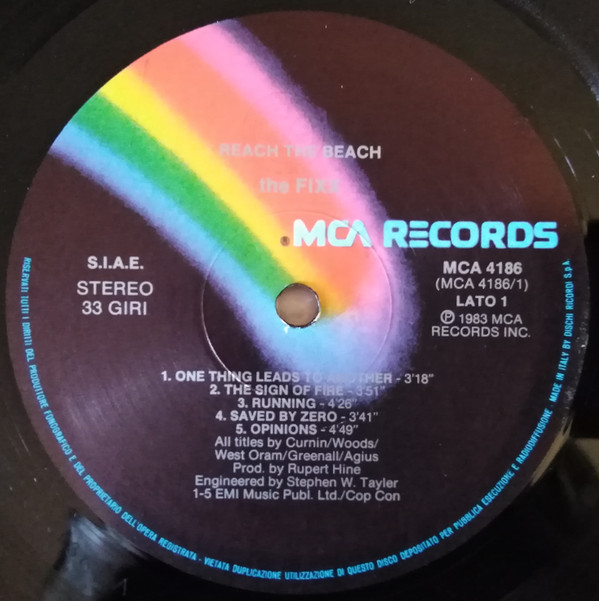 REACH THE BEACH
the FIXX
MCA RECORDS
S.I.A.E.
STEREO
33 GIRI
MCA 4186
(MCA 4186/1)
LATO 1
℗ 1983 MCA
RECORDS INC.
1. ONE THING LEADS TO ANOTHER - 3'18"
2. THE SIGN OF FIRE - 3'51"
3. RUNNING - 4'26"
4. SAVED BY ZERO - 3'41"
5. OPINIONS - 4'49"
All titles by Curnin/Woods/
West Oram/Greenall/Agius
Prod. by Rupert Hine
Engineered by Stephen W. Tayler
1-5 EMI Music Publ. Ltd./Cop Con
RISERVATI TUTTI I DIRITTI DEL PRODUTTORE FONOGRAFICO E DEL PROPRIETARIO DELL'OPERA REGISTRATA - VIETATA DUPLICAZIONE UTILIZZAZIONE DI QUESTO DISCO DEPOSITATO PER PUBBLICA ESECUZIONE E RADIODIFFUSIONE. MADE IN ITALY BY DISCHI RICORDI S.p.A.